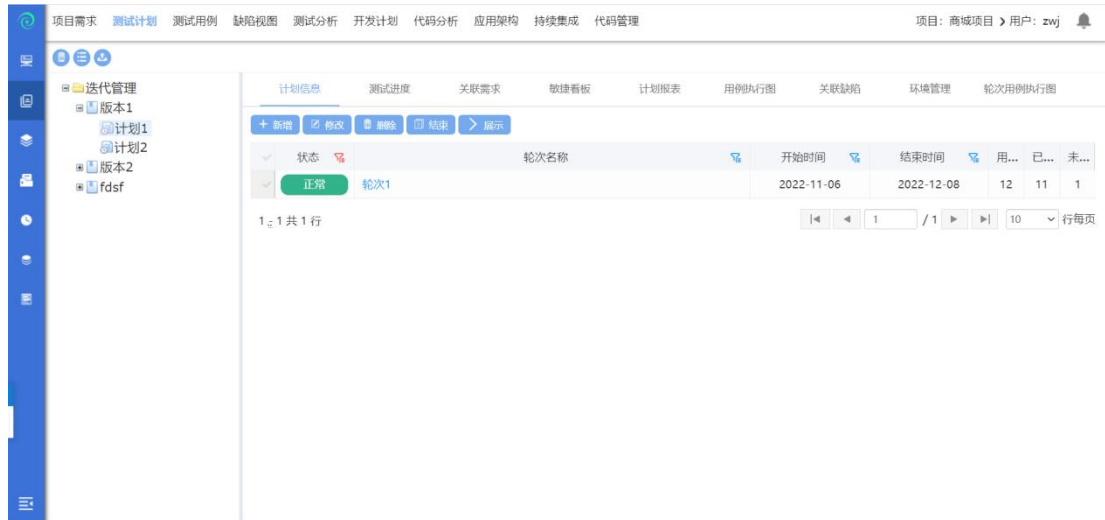 项目需求 测试计划 测试用例 缺陷视图 测试分析 开发计划 代码分析 应用架构 持续集成 代码管理 项目: 商城项目 用户: zwj
迭代管理
版本1
计划1
计划2
版本2
fdsf
计划信息 测试进度 关联需求 敏捷看板 计划报表 用例执行图 关联缺陷 环境管理 轮次用例执行图
新增 修改 删除 结束 展示
状态 轮次名称 开始时间 结束时间 用... 已... 未...
正常 轮次1 2022-11-06 2022-12-08 12 11 1
1 - 1 共 1 行 1 / 1 10 行每页